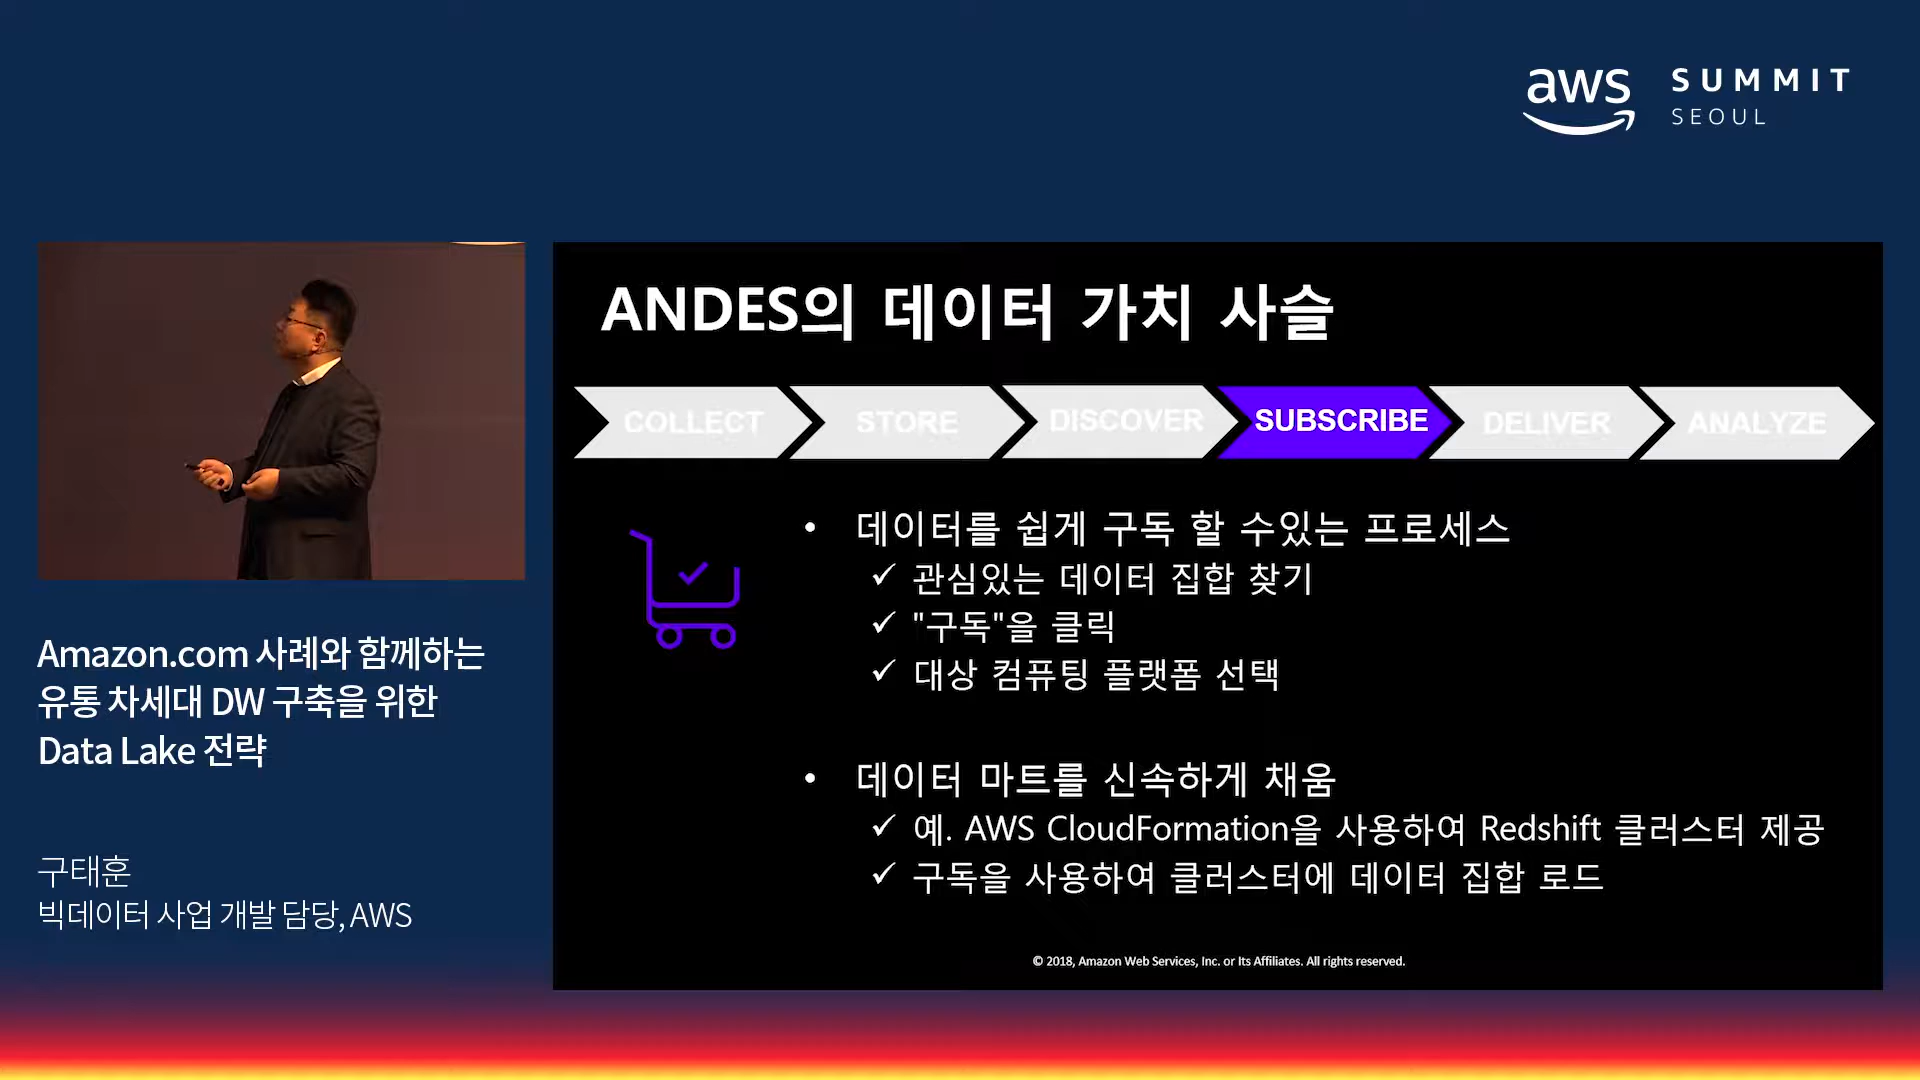 aws
SUMMIT
SEOUL
ANDES의 데이터 가치 사슬
COLLECT
STORE
DISCOVER
SUBSCRIBE
DELIVER
ANALYZE
• 데이터를 쉽게 구독 할 수있는 프로세스
✓ 관심있는 데이터 집합 찾기
✓ "구독"을 클릭
✓ 대상 컴퓨팅 플랫폼 선택
• 데이터 마트를 신속하게 채움
✓ 예. AWS CloudFormation을 사용하여 Redshift 클러스터 제공
✓ 구독을 사용하여 클러스터에 데이터 집합 로드
© 2018, Amazon Web Services, Inc. or Its Affiliates. All rights reserved.
Amazon.com 사례와 함께하는
유통 차세대 DW 구축을 위한
Data Lake 전략
구태훈
빅데이터 사업 개발 담당, AWS